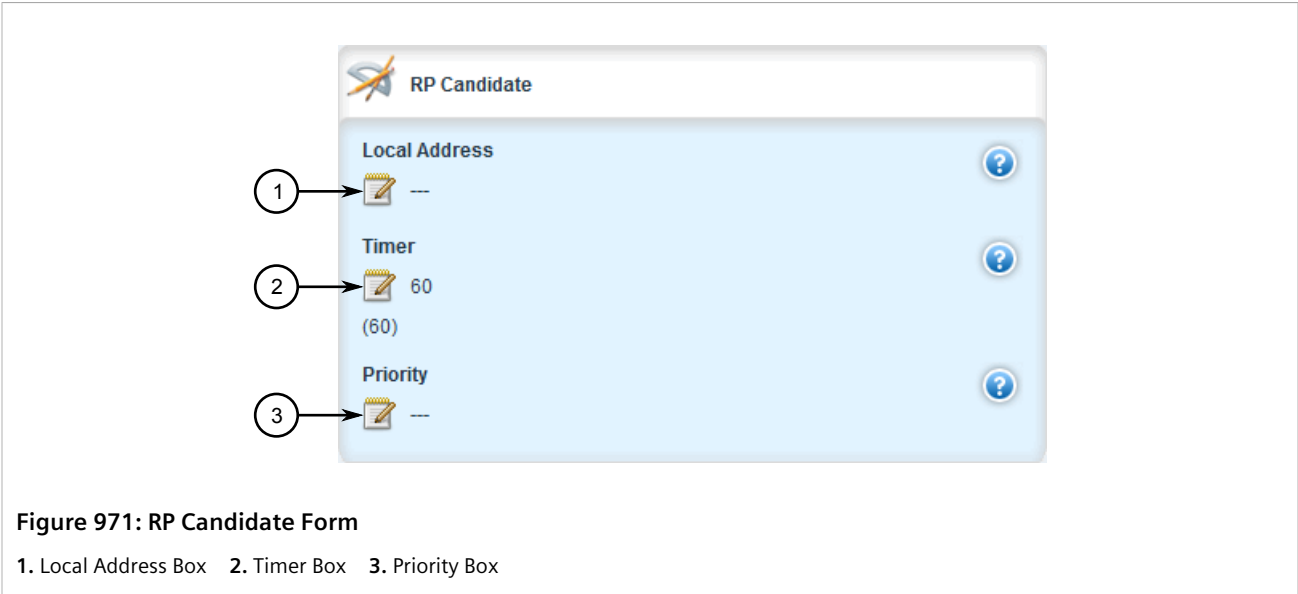 RP Candidate
Local Address
1
---
Timer
2
60
(60)
Priority
3
---
Figure 971: RP Candidate Form
1. Local Address Box 2. Timer Box 3. Priority Box